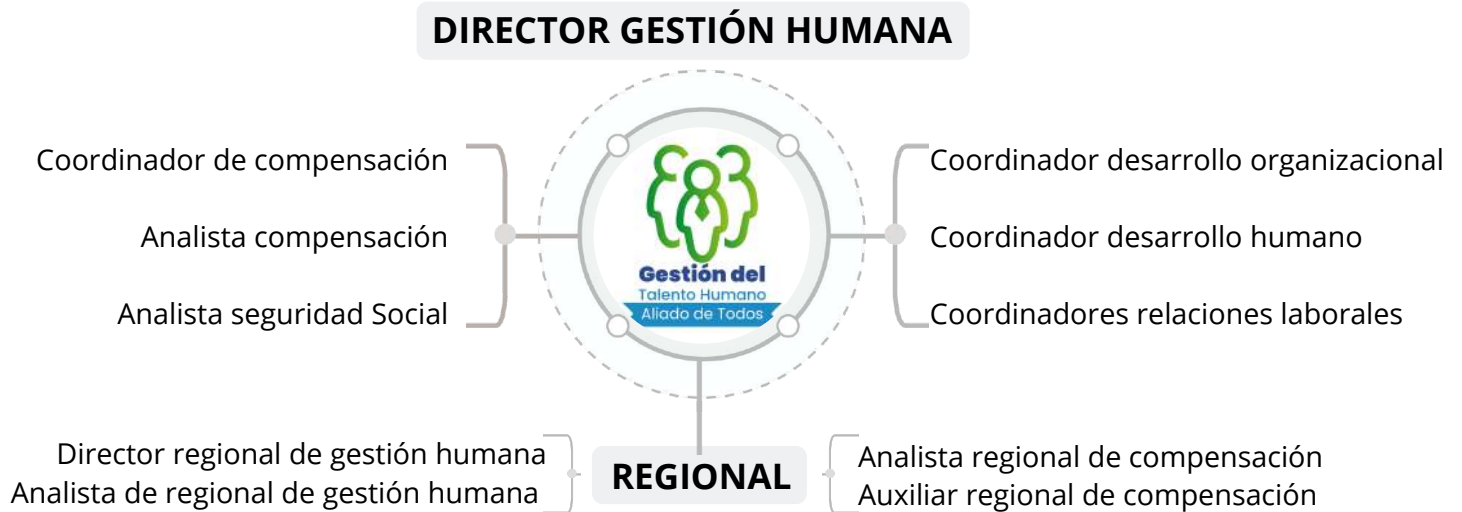 DIRECTOR GESTIÓN HUMANA
Coordinador de compensación
Analista compensación
Analista seguridad Social
Gestión del
Talento Humano
Aliado de Todos
Coordinador desarrollo organizacional
Coordinador desarrollo humano
Coordinadores relaciones laborales
Director regional de gestión humana
Analista de regional de gestión humana
REGIONAL
Analista regional de compensación
Auxiliar regional de compensación